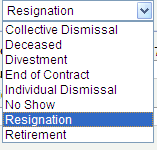 Resignation
Collective Dismissal
Deceased
Divestment
End of Contract
Individual Dismissal
No Show
Resignation
Retirement